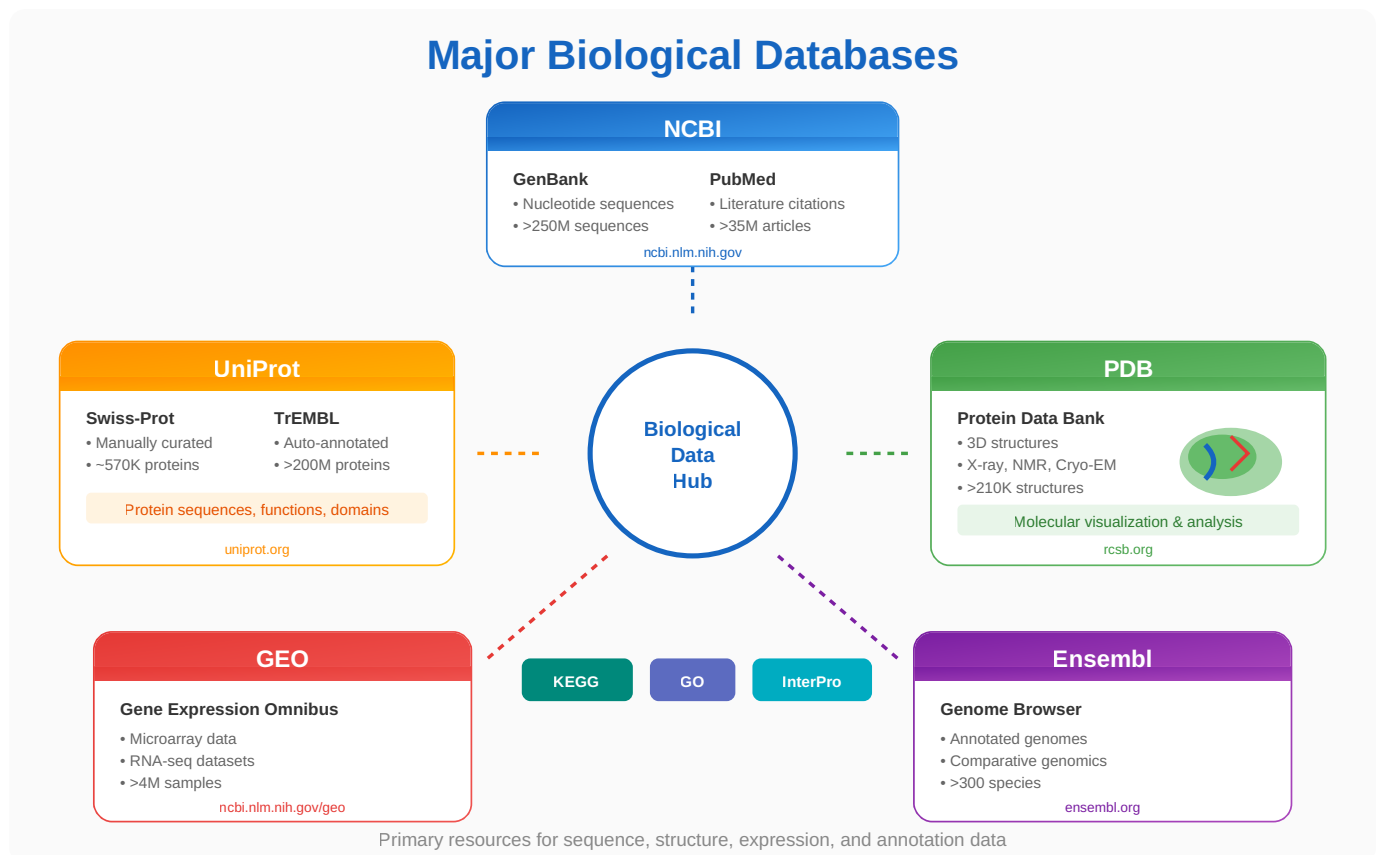 Major Biological Databases
NCBI
GenBank
• Nucleotide sequences
• >250M sequences
PubMed
• Literature citations
• >35M articles
ncbi.nlm.nih.gov
UniProt
Swiss-Prot
• Manually curated
• ~570K proteins
TrEMBL
• Auto-annotated
• >200M proteins
Protein sequences, functions, domains
uniprot.org
Biological
Data
Hub
PDB
Protein Data Bank
• 3D structures
• X-ray, NMR, Cryo-EM
• >210K structures
Molecular visualization & analysis
rcsb.org
GEO
Gene Expression Omnibus
• Microarray data
• RNA-seq datasets
• >4M samples
ncbi.nlm.nih.gov/geo
KEGG
GO
InterPro
Ensembl
Genome Browser
• Annotated genomes
• Comparative genomics
• >300 species
ensembl.org
Primary resources for sequence, structure, expression, and annotation data